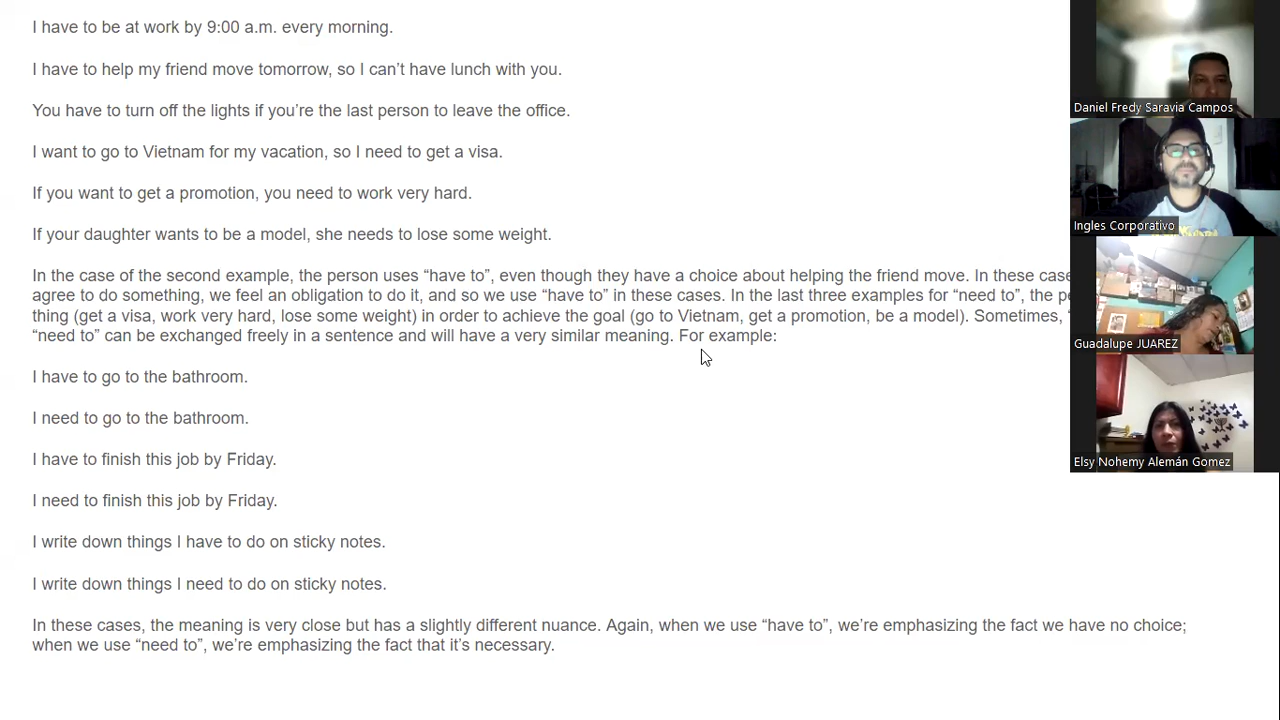 I have to be at work by 9:00 a.m. every morning.
I have to help my friend move tomorrow, so I can’t have lunch with you.
You have to turn off the lights if you’re the last person to leave the office.
I want to go to Vietnam for my vacation, so I need to get a visa.
If you want to get a promotion, you need to work very hard.
If your daughter wants to be a model, she needs to lose some weight.
In the case of the second example, the person uses “have to”, even though they have a choice about helping the friend move. In these
agree to do something, we feel an obligation to do it, and so we use “have to” in these cases. In the last three examples for “need to”, the
thing (get a visa, work very hard, lose some weight) in order to achieve the goal (go to Vietnam, get a promotion, be a model). Sometimes,
“need to” can be exchanged freely in a sentence and will have a very similar meaning. For example:
I have to go to the bathroom.
I need to go to the bathroom.
I have to finish this job by Friday.
I need to finish this job by Friday.
I write down things I have to do on sticky notes.
I write down things I need to do on sticky notes.
In these cases, the meaning is very close but has a slightly different nuance. Again, when we use “have to”, we’re emphasizing the fact we have no choice;
when we use “need to”, we’re emphasizing the fact that it’s necessary.
Daniel Fredy Saravia Campos
Ingles Corporativo
Guadalupe JUAREZ
Elsy Nohemy Alemán Gomez